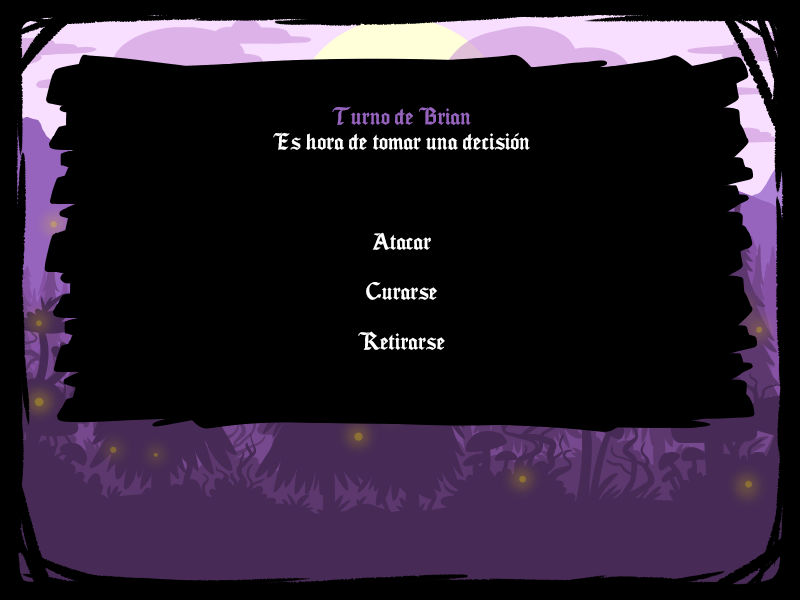 Turno de Brian
Es hora de tomar una decisión
Atacar
Curarse
Retirarse